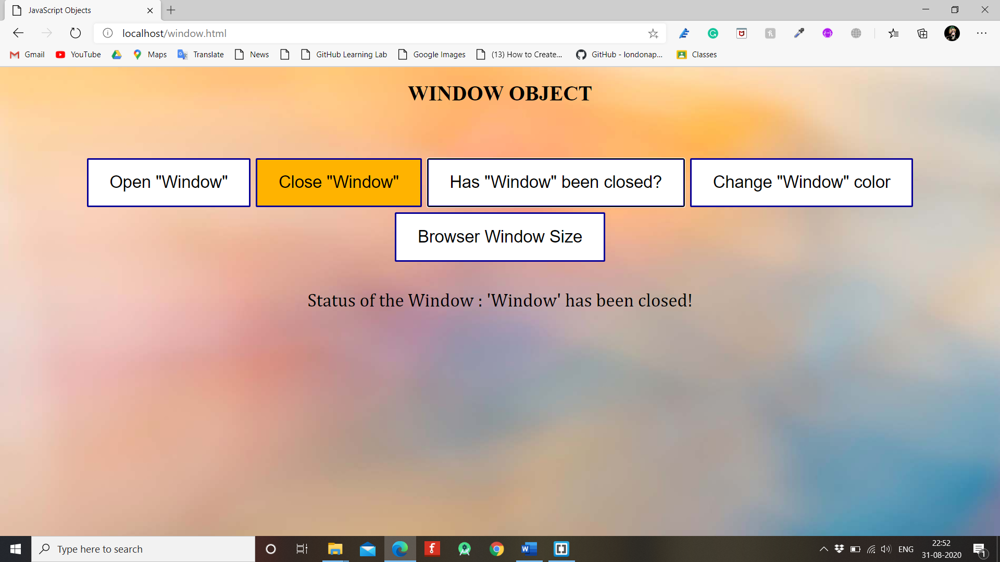 JavaScript Objects
localhost/window.html
Gmail YouTube Maps Translate News GitHub Learning Lab Google Images (13) How to Create... GitHub - londonap... Classes
WINDOW OBJECT
Open "Window" Close "Window" Has "Window" been closed? Change "Window" color
Browser Window Size
Status of the Window : 'Window' has been closed!
Type here to search
ENG
22:52
31-08-2020
1